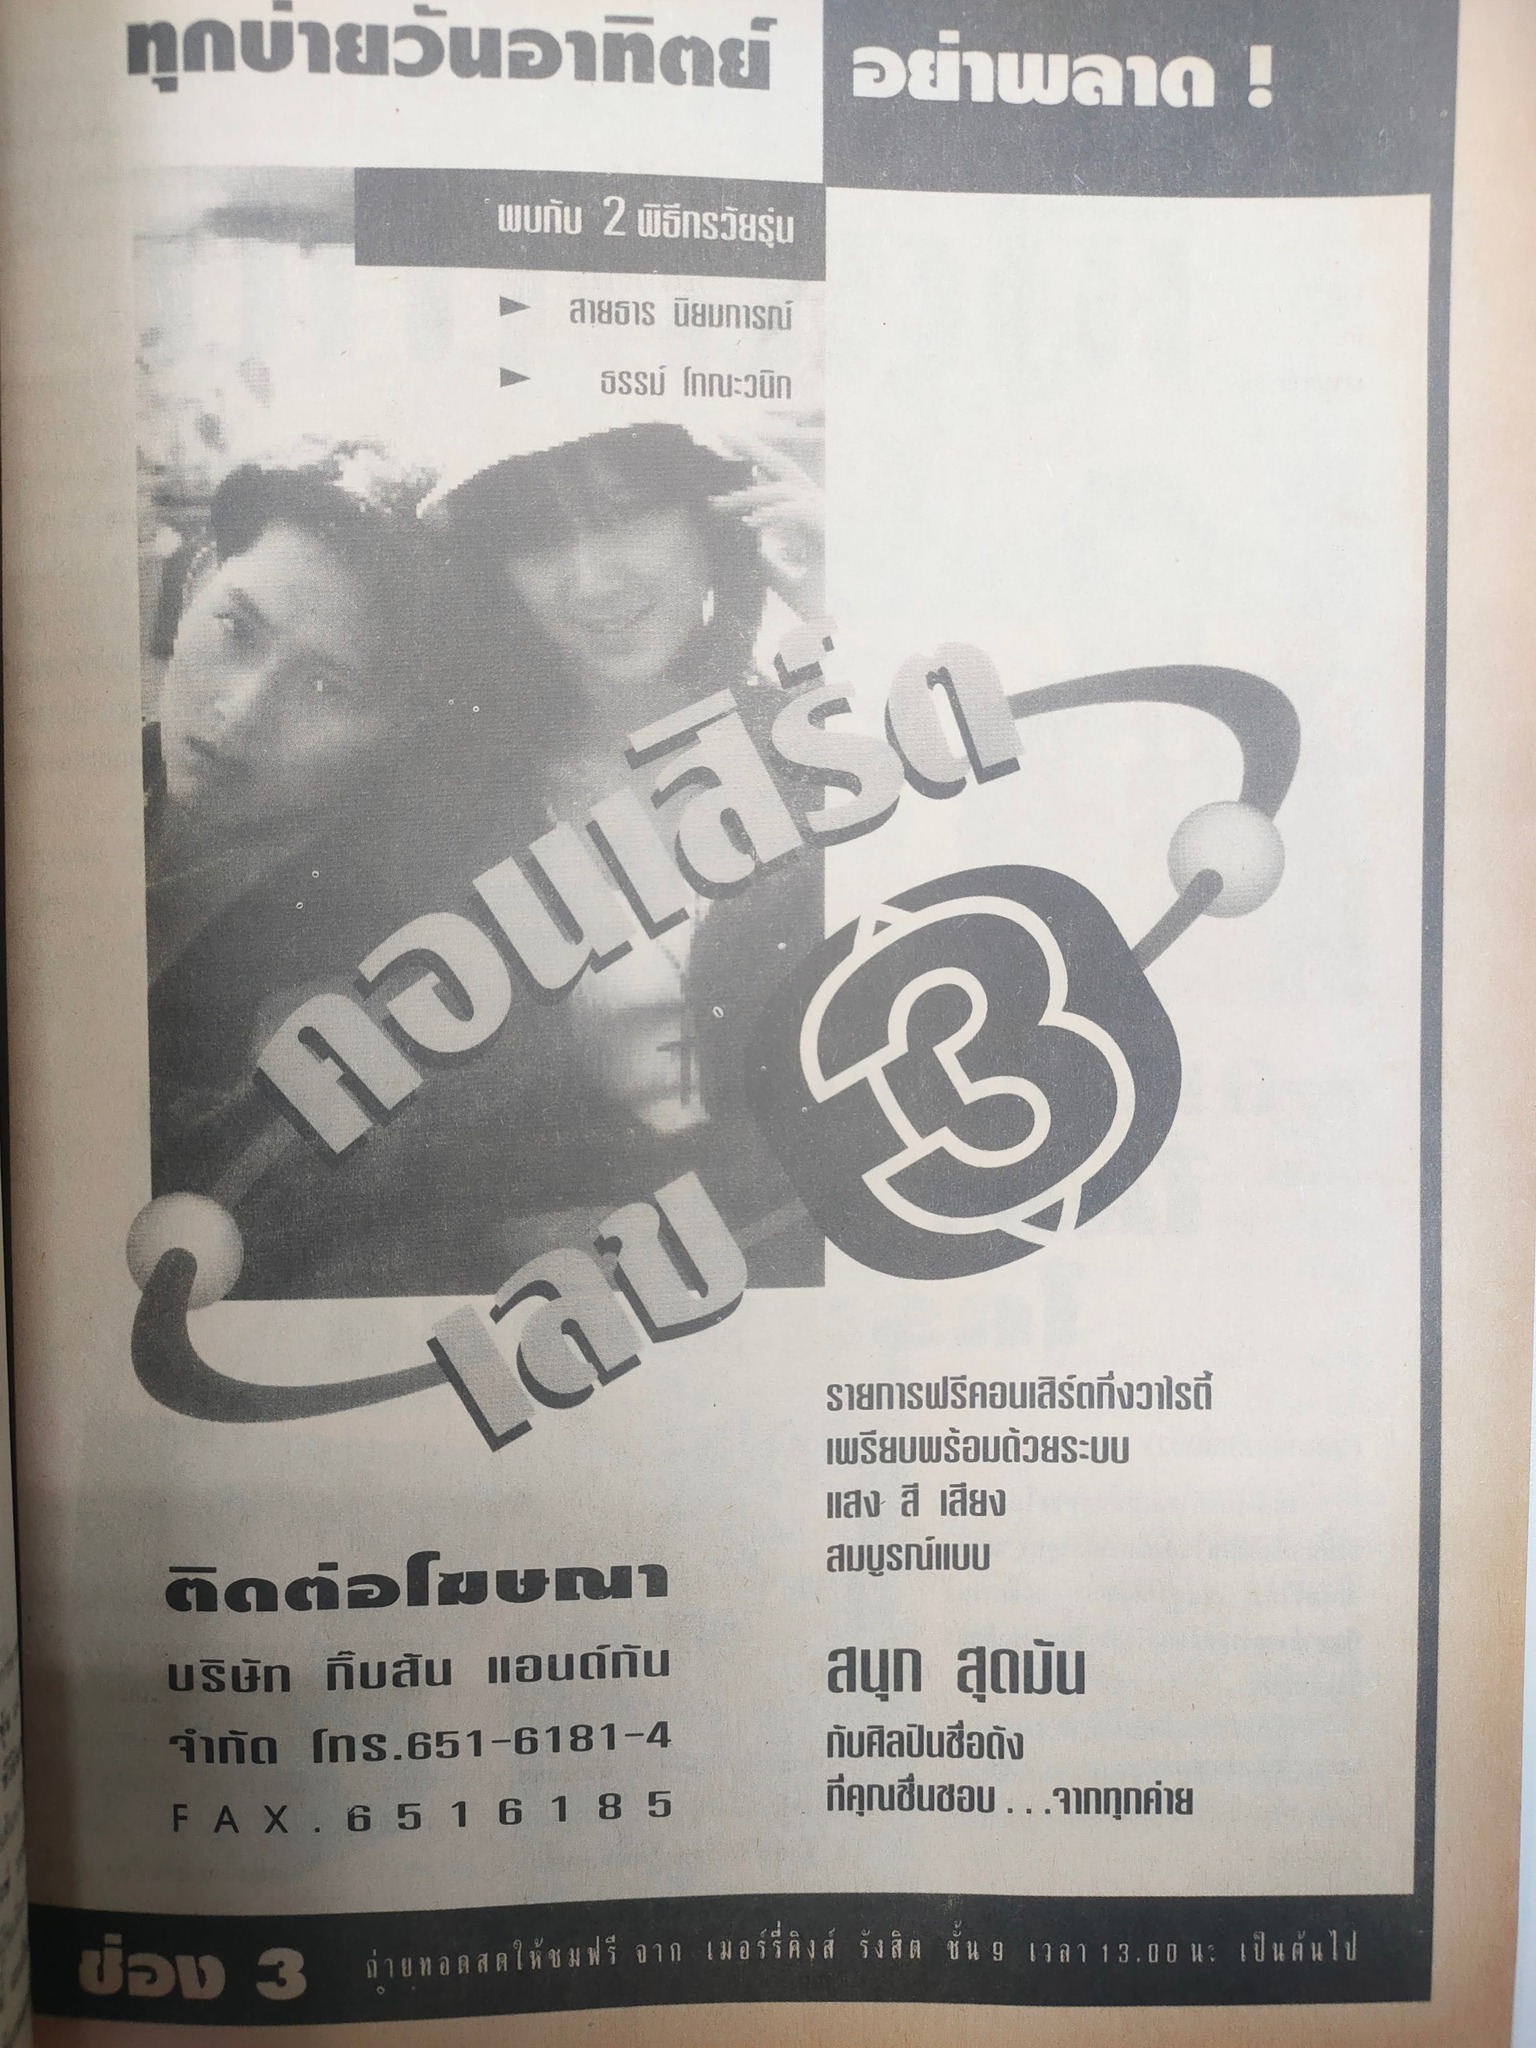 ทุกบ่ายวันอาทิตย์
อย่าพลาด !
พบกับ 2 พิธีกรวัยรุ่น
► สายธาร นิยมการณ์
► ธรรม์ โทณะวนิก
คอนเสิร์ต
เลข 3
รายการฟรีคอนเสิร์ตกึ่งวาไรตี้
เพรียบพร้อมด้วยระบบ
แสง สี เสียง
สมบูรณ์แบบ
สนุก สุดมัน
กับศิลปินชื่อดัง
ที่คุณชื่นชอบ ...จากทุกค่าย
ติดต่อโฆษณา
บริษัท กิ๊บสัน แอนด์กัน
จำกัด โทร.651-6181-4
FAX.6516185
ช่อง 3
ถ่ายทอดสดให้ชมฟรี จาก เมอร์รี่คิงส์ รังสิต ชั้น 9 เวลา 13.00 น. เป็นต้นไป